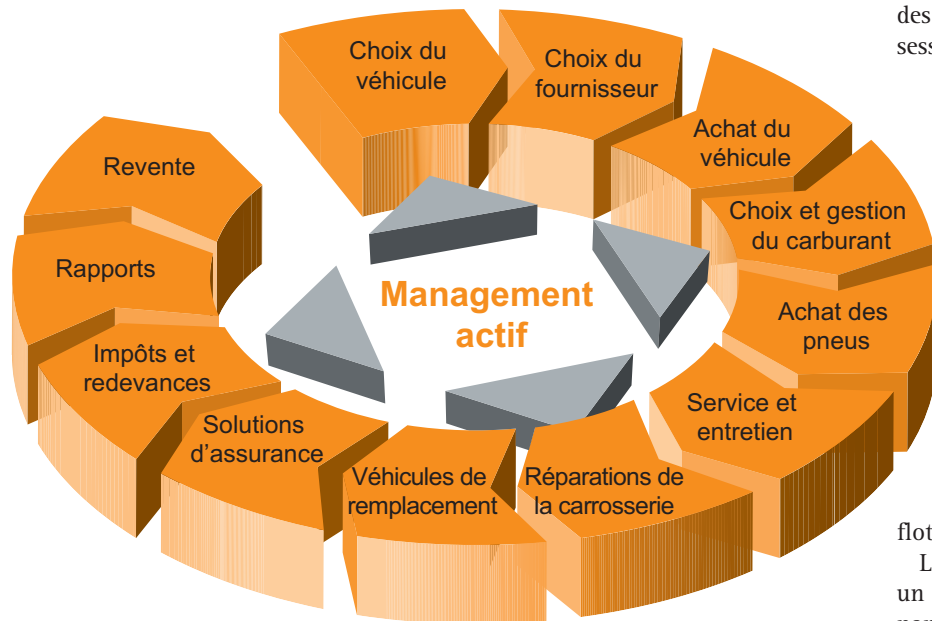 Choix du
véhicule
Choix du
fournisseur
Achat du
véhicule
Choix et gestion
du carburant
Achat des
pneus
Service et
entretien
Réparations de
la carrosserie
Véhicules de
remplacement
Solutions
d’assurance
Impôts et
redevances
Rapports
Revente
Management
actif
des
sess
flot
L
un